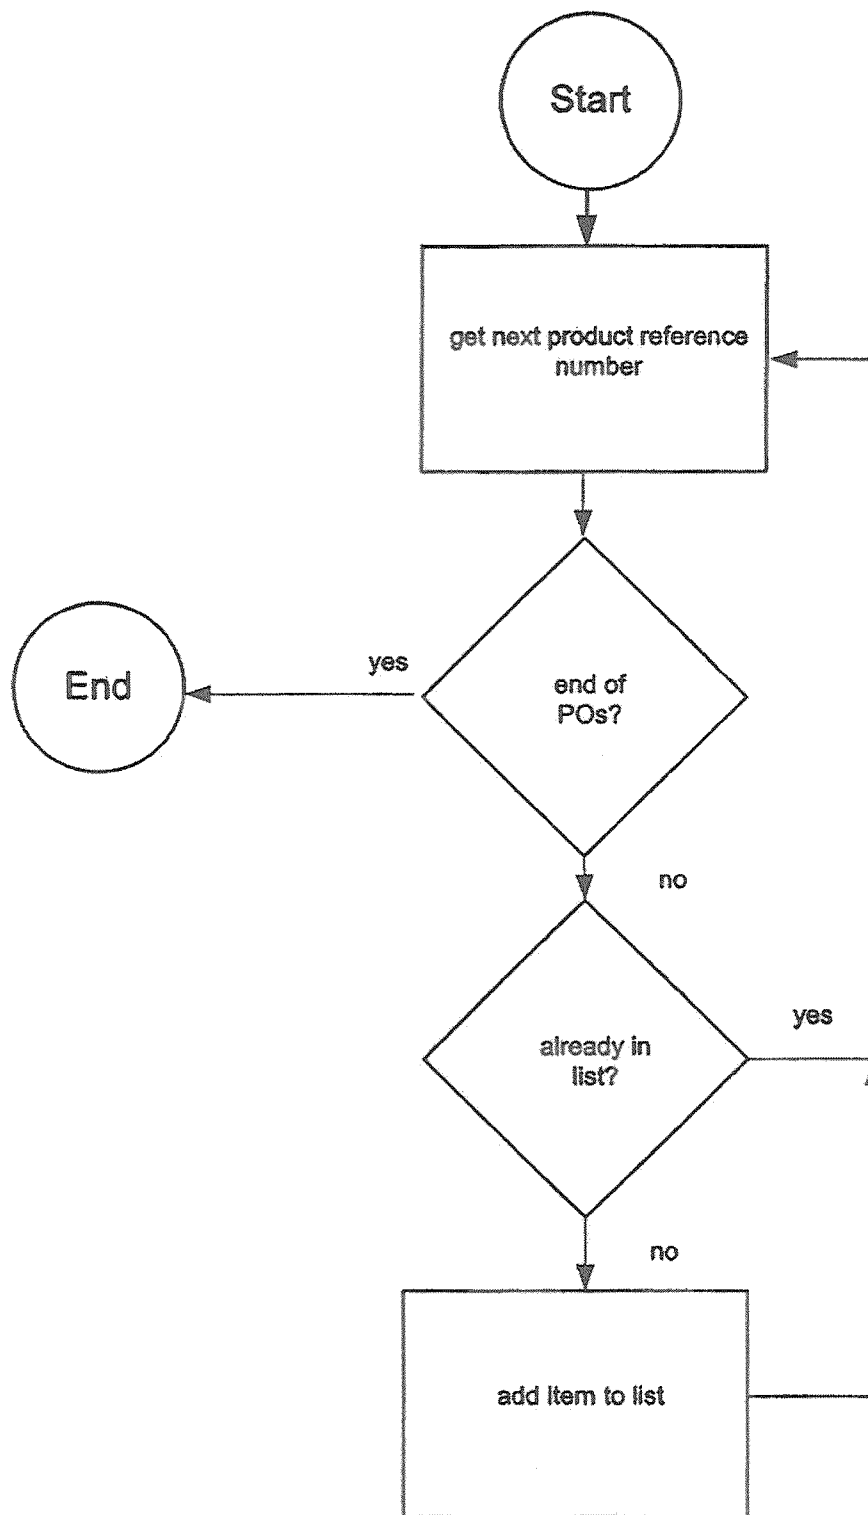 Start
get next product reference
number
yes
End
end of
POs?
no
yes
already in
list?
no
add item to list